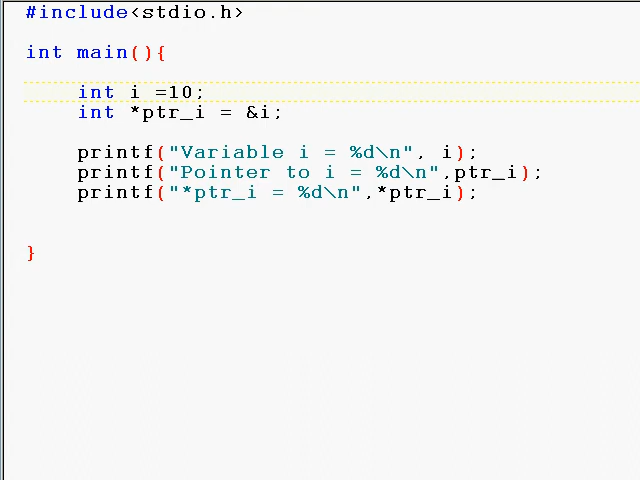 #include<stdio.h>
int main(){
int i =10;
int *ptr_i = &i;
printf("Variable i = %d\n", i);
printf("Pointer to i = %d\n",ptr_i);
printf("*ptr_i = %d\n",*ptr_i);
}